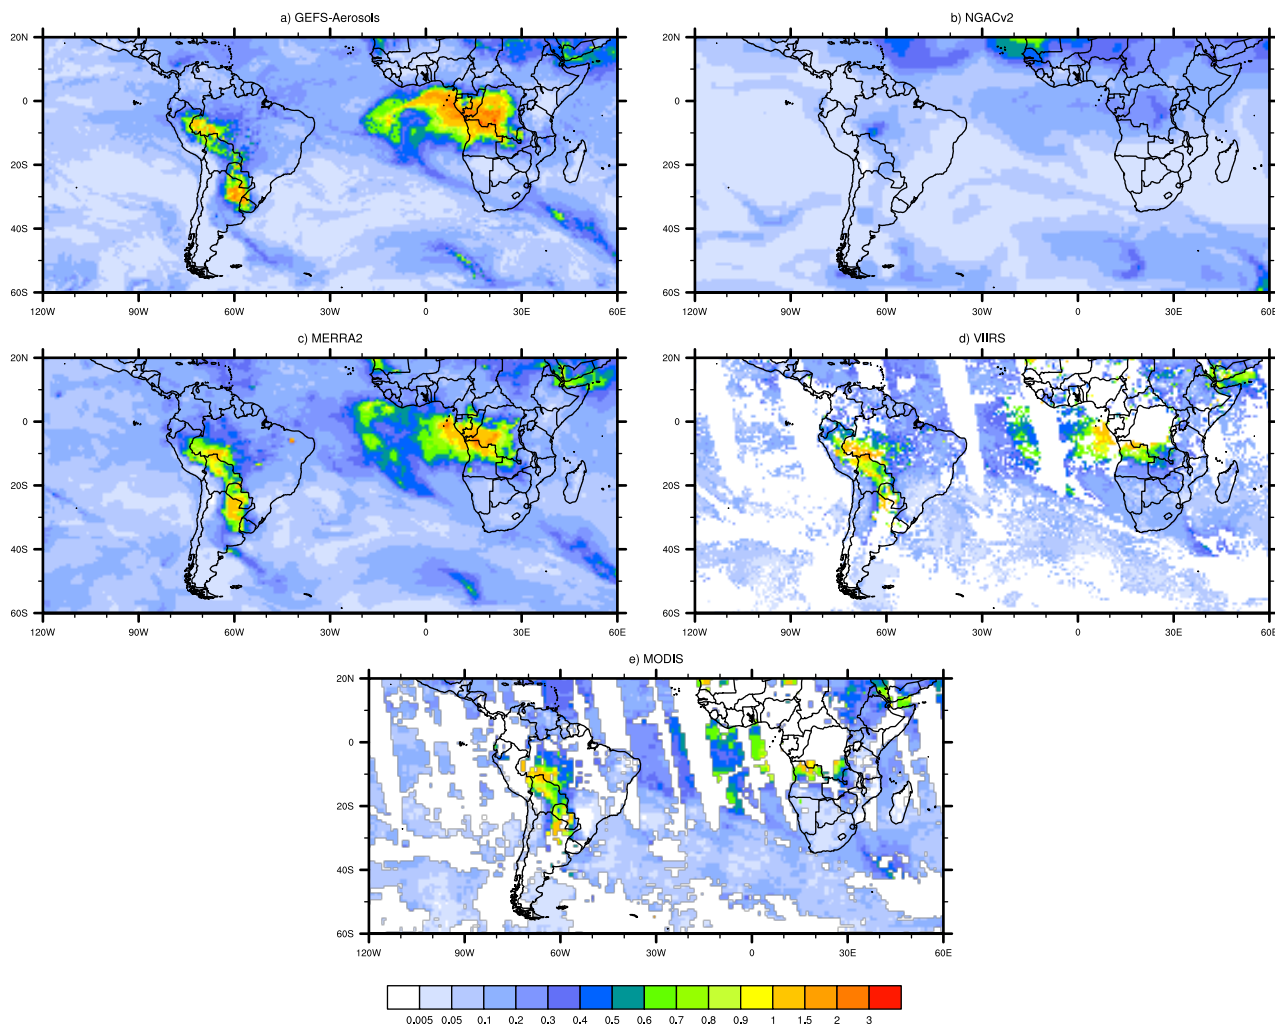 a) GEFS-Aerosols
20N
0
20S
40S
60S
120W 90W 60W 30W 0 30E 60E
b) NGACv2
20N
0
20S
40S
60S
120W 90W 60W 30W 0 30E 60E
c) MERRA2
20N
0
20S
40S
60S
120W 90W 60W 30W 0 30E 60E
d) VIIRS
20N
0
20S
40S
60S
120W 90W 60W 30W 0 30E 60E
e) MODIS
20N
0
20S
40S
60S
120W 90W 60W 30W 0 30E 60E
0.005 0.05 0.1 0.2 0.3 0.4 0.5 0.6 0.7 0.8 0.9 1 1.5 2 3